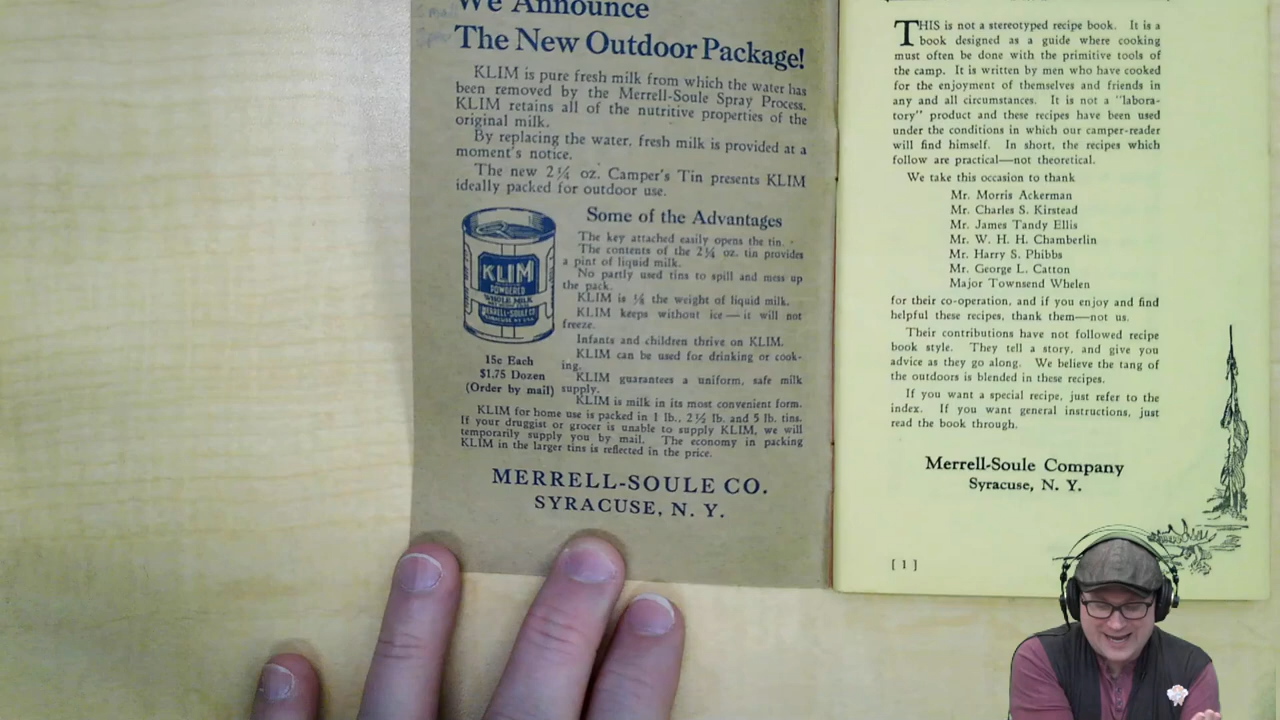 We Announce
The New Outdoor Package!
KLIM is pure fresh milk from which the water has
been removed by the Merrell-Soule Spray Process.
KLIM retains all of the nutritive properties of the
original milk.
By replacing the water, fresh milk is provided at a
moment's notice.
The new 2¼ oz. Camper's Tin presents KLIM
ideally packed for outdoor use.
Some of the Advantages
The key attached easily opens the tin.
The contents of the 2¼ oz. tin provides
a pint of liquid milk.
No partly used tins to spill and mess up
the pack.
KLIM is ⅛ the weight of liquid milk.
KLIM keeps without ice—it will not
freeze.
Infants and children thrive on KLIM.
KLIM can be used for drinking or cook-
ing.
KLIM guarantees a uniform, safe milk
supply.
KLIM is milk in its most convenient form.
KLIM
POWDERED
WHOLE MILK
MERRELL-SOULE CO
15c Each
$1.75 Dozen
(Order by mail)
KLIM for home use is packed in 1 lb., 2½ lb. and 5 lb. tins.
If your druggist or grocer is unable to supply KLIM, we will
temporarily supply you by mail. The economy in packing
KLIM in the larger tins is reflected in the price.
MERRELL-SOULE CO.
SYRACUSE, N. Y.
THIS is not a stereotyped recipe book. It is a
book designed as a guide where cooking
must often be done with the primitive tools of
the camp. It is written by men who have cooked
for the enjoyment of themselves and friends in
any and all circumstances. It is not a "labora-
tory" product and these recipes have been used
under the conditions in which our camper-reader
will find himself. In short, the recipes which
follow are practical—not theoretical.
We take this occasion to thank
Mr. Morris Ackerman
Mr. Charles S. Kirstead
Mr. James Tandy Ellis
Mr. W. H. H. Chamberlin
Mr. Harry S. Phibbs
Mr. George L. Catton
Major Townsend Whelen
for their co-operation, and if you enjoy and find
helpful these recipes, thank them—not us.
Their contributions have not followed recipe
book style. They tell a story, and give you
advice as they go along. We believe the tang of
the outdoors is blended in these recipes.
If you want a special recipe, just refer to the
index. If you want general instructions, just
read the book through.
Merrell-Soule Company
Syracuse, N. Y.
[ 1 ]